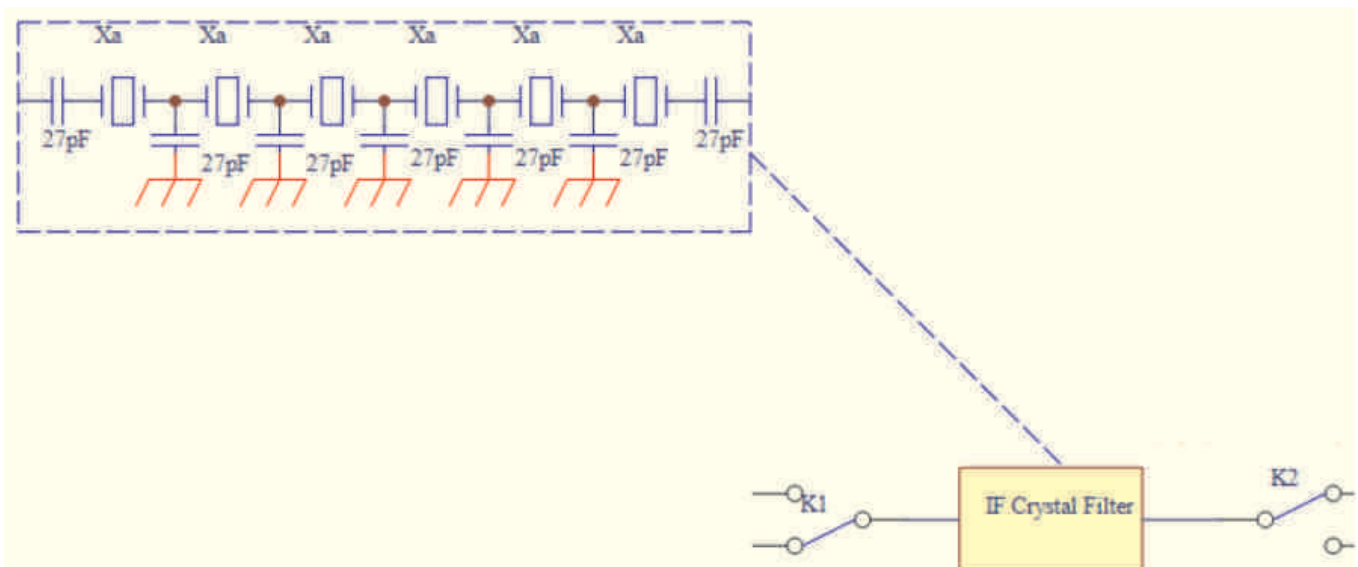 Xa Xa Xa Xa Xa Xa
27pF 27pF 27pF 27pF 27pF 27pF 27pF
K1 IF Crystal Filter K2